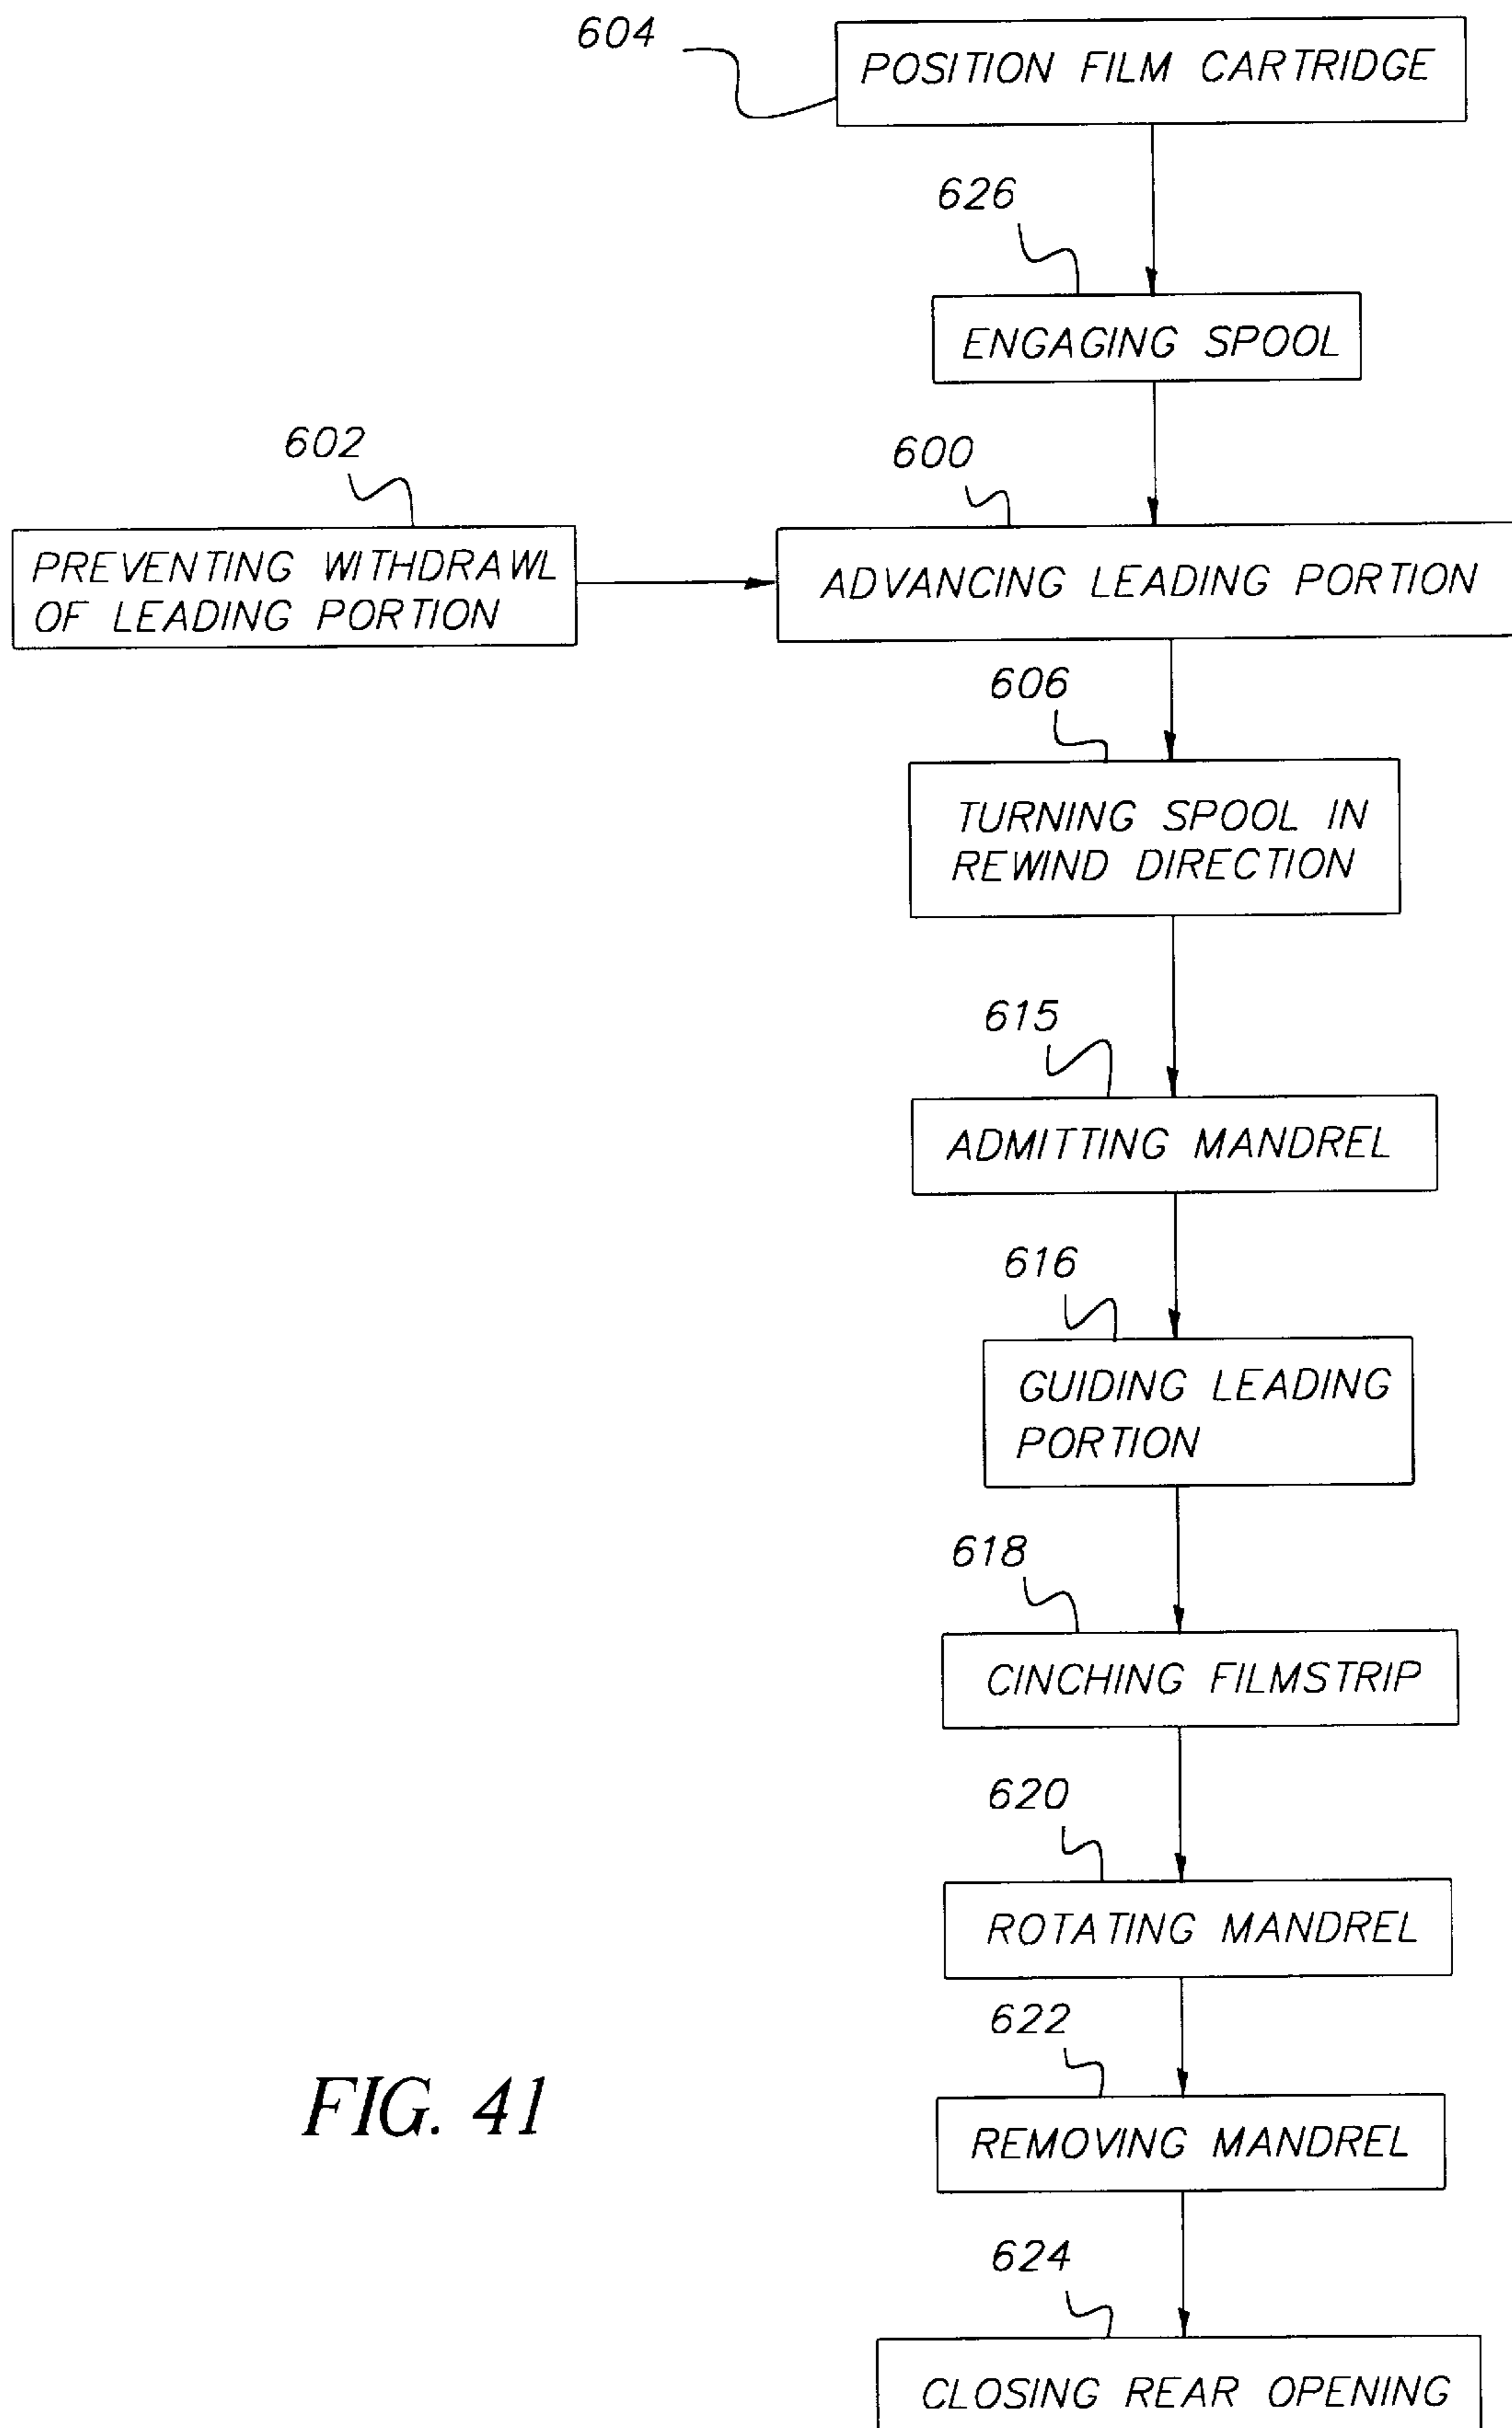 604
POSITION FILM CARTRIDGE
626
ENGAGING SPOOL
602
600
PREVENTING WITHDRAWL
OF LEADING PORTION
ADVANCING LEADING PORTION
606
TURNING SPOOL IN
REWIND DIRECTION
615
ADMITTING MANDREL
616
GUIDING LEADING
PORTION
618
CINCHING FILMSTRIP
620
ROTATING MANDREL
622
REMOVING MANDREL
FIG. 41
624
CLOSING REAR OPENING